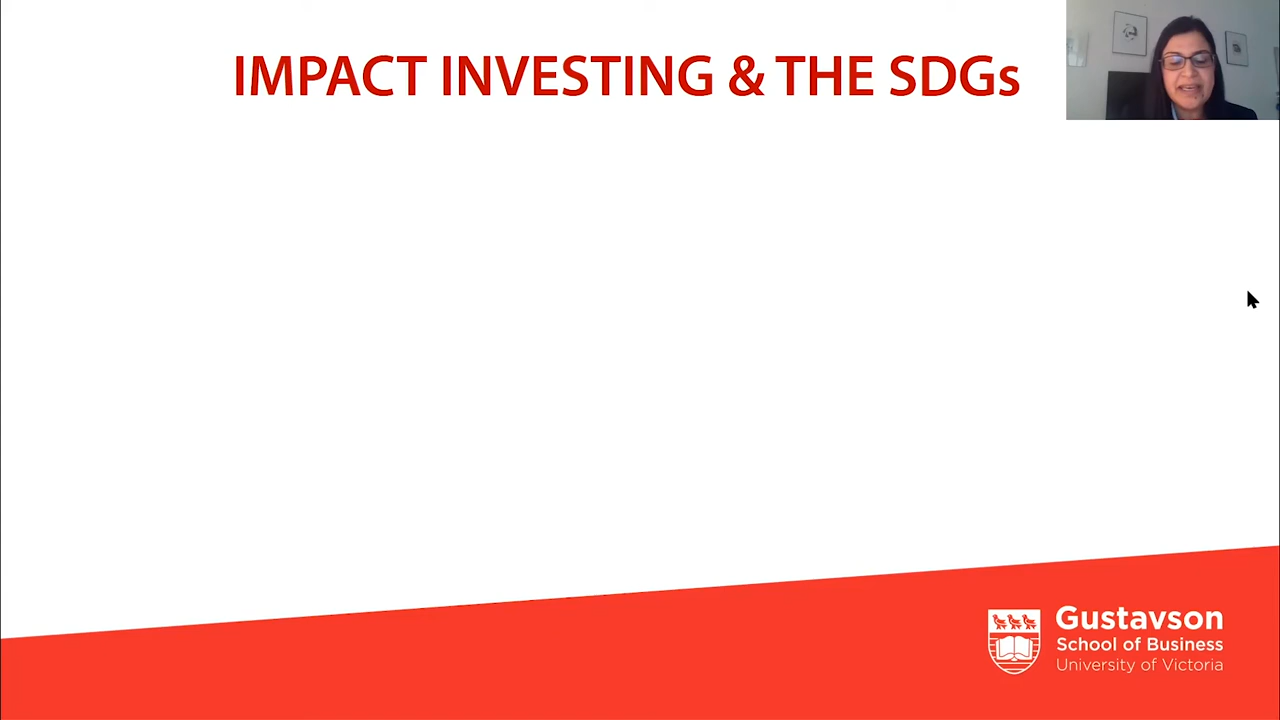 IMPACT INVESTING & THE SDGs
Gustavson
School of Business
University of Victoria